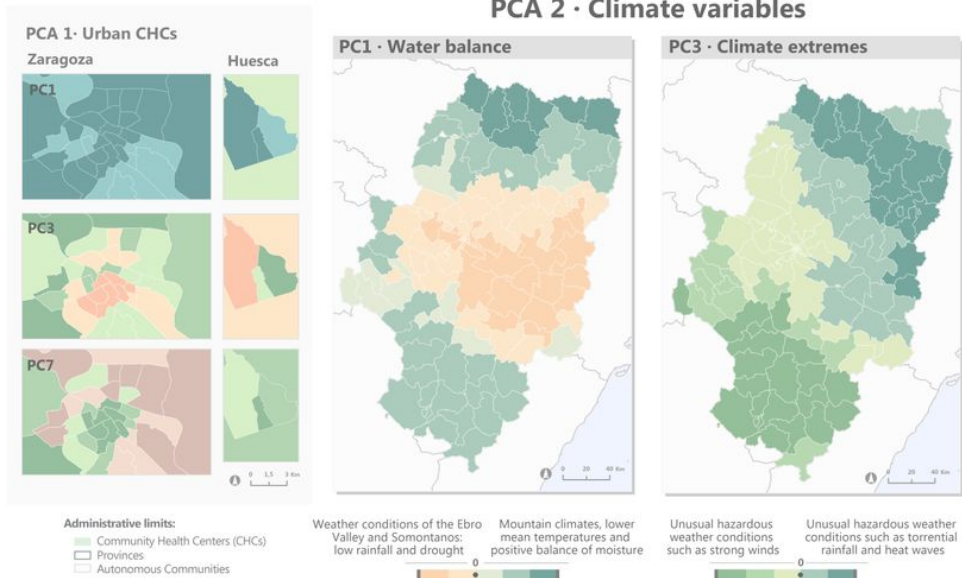 PCA 2 · Climate variables
PCA 1· Urban CHCs
Zaragoza
Huesca
PC1
PC3
PC7
0 1,5 3 Km
PC1 · Water balance
0 20 40 Km
PC3 · Climate extremes
0 20 40 Km
Administrative limits:
Community Health Centers (CHCs)
Provinces
Autonomous Communities
Weather conditions of the Ebro
Valley and Somontanos:
low rainfall and drought
Mountain climates, lower
mean temperatures and
positive balance of moisture
0
Unusual hazardous
weather conditions
such as strong winds
Unusual hazardous weather
conditions such as torrential
rainfall and heat waves
0